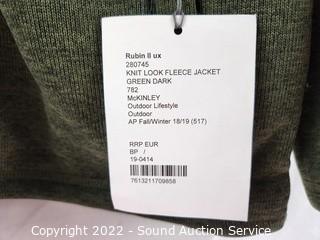 Rubin II ux
280745
KNIT LOOK FLEECE JACKET
GREEN DARK
782
McKINLEY
Outdoor Lifestyle
Outdoor
AP Fall/Winter 18/19 (517)
RRP EUR
BP /
19-0414
7613211709858
Copyright 2022 - Sound Auction Service